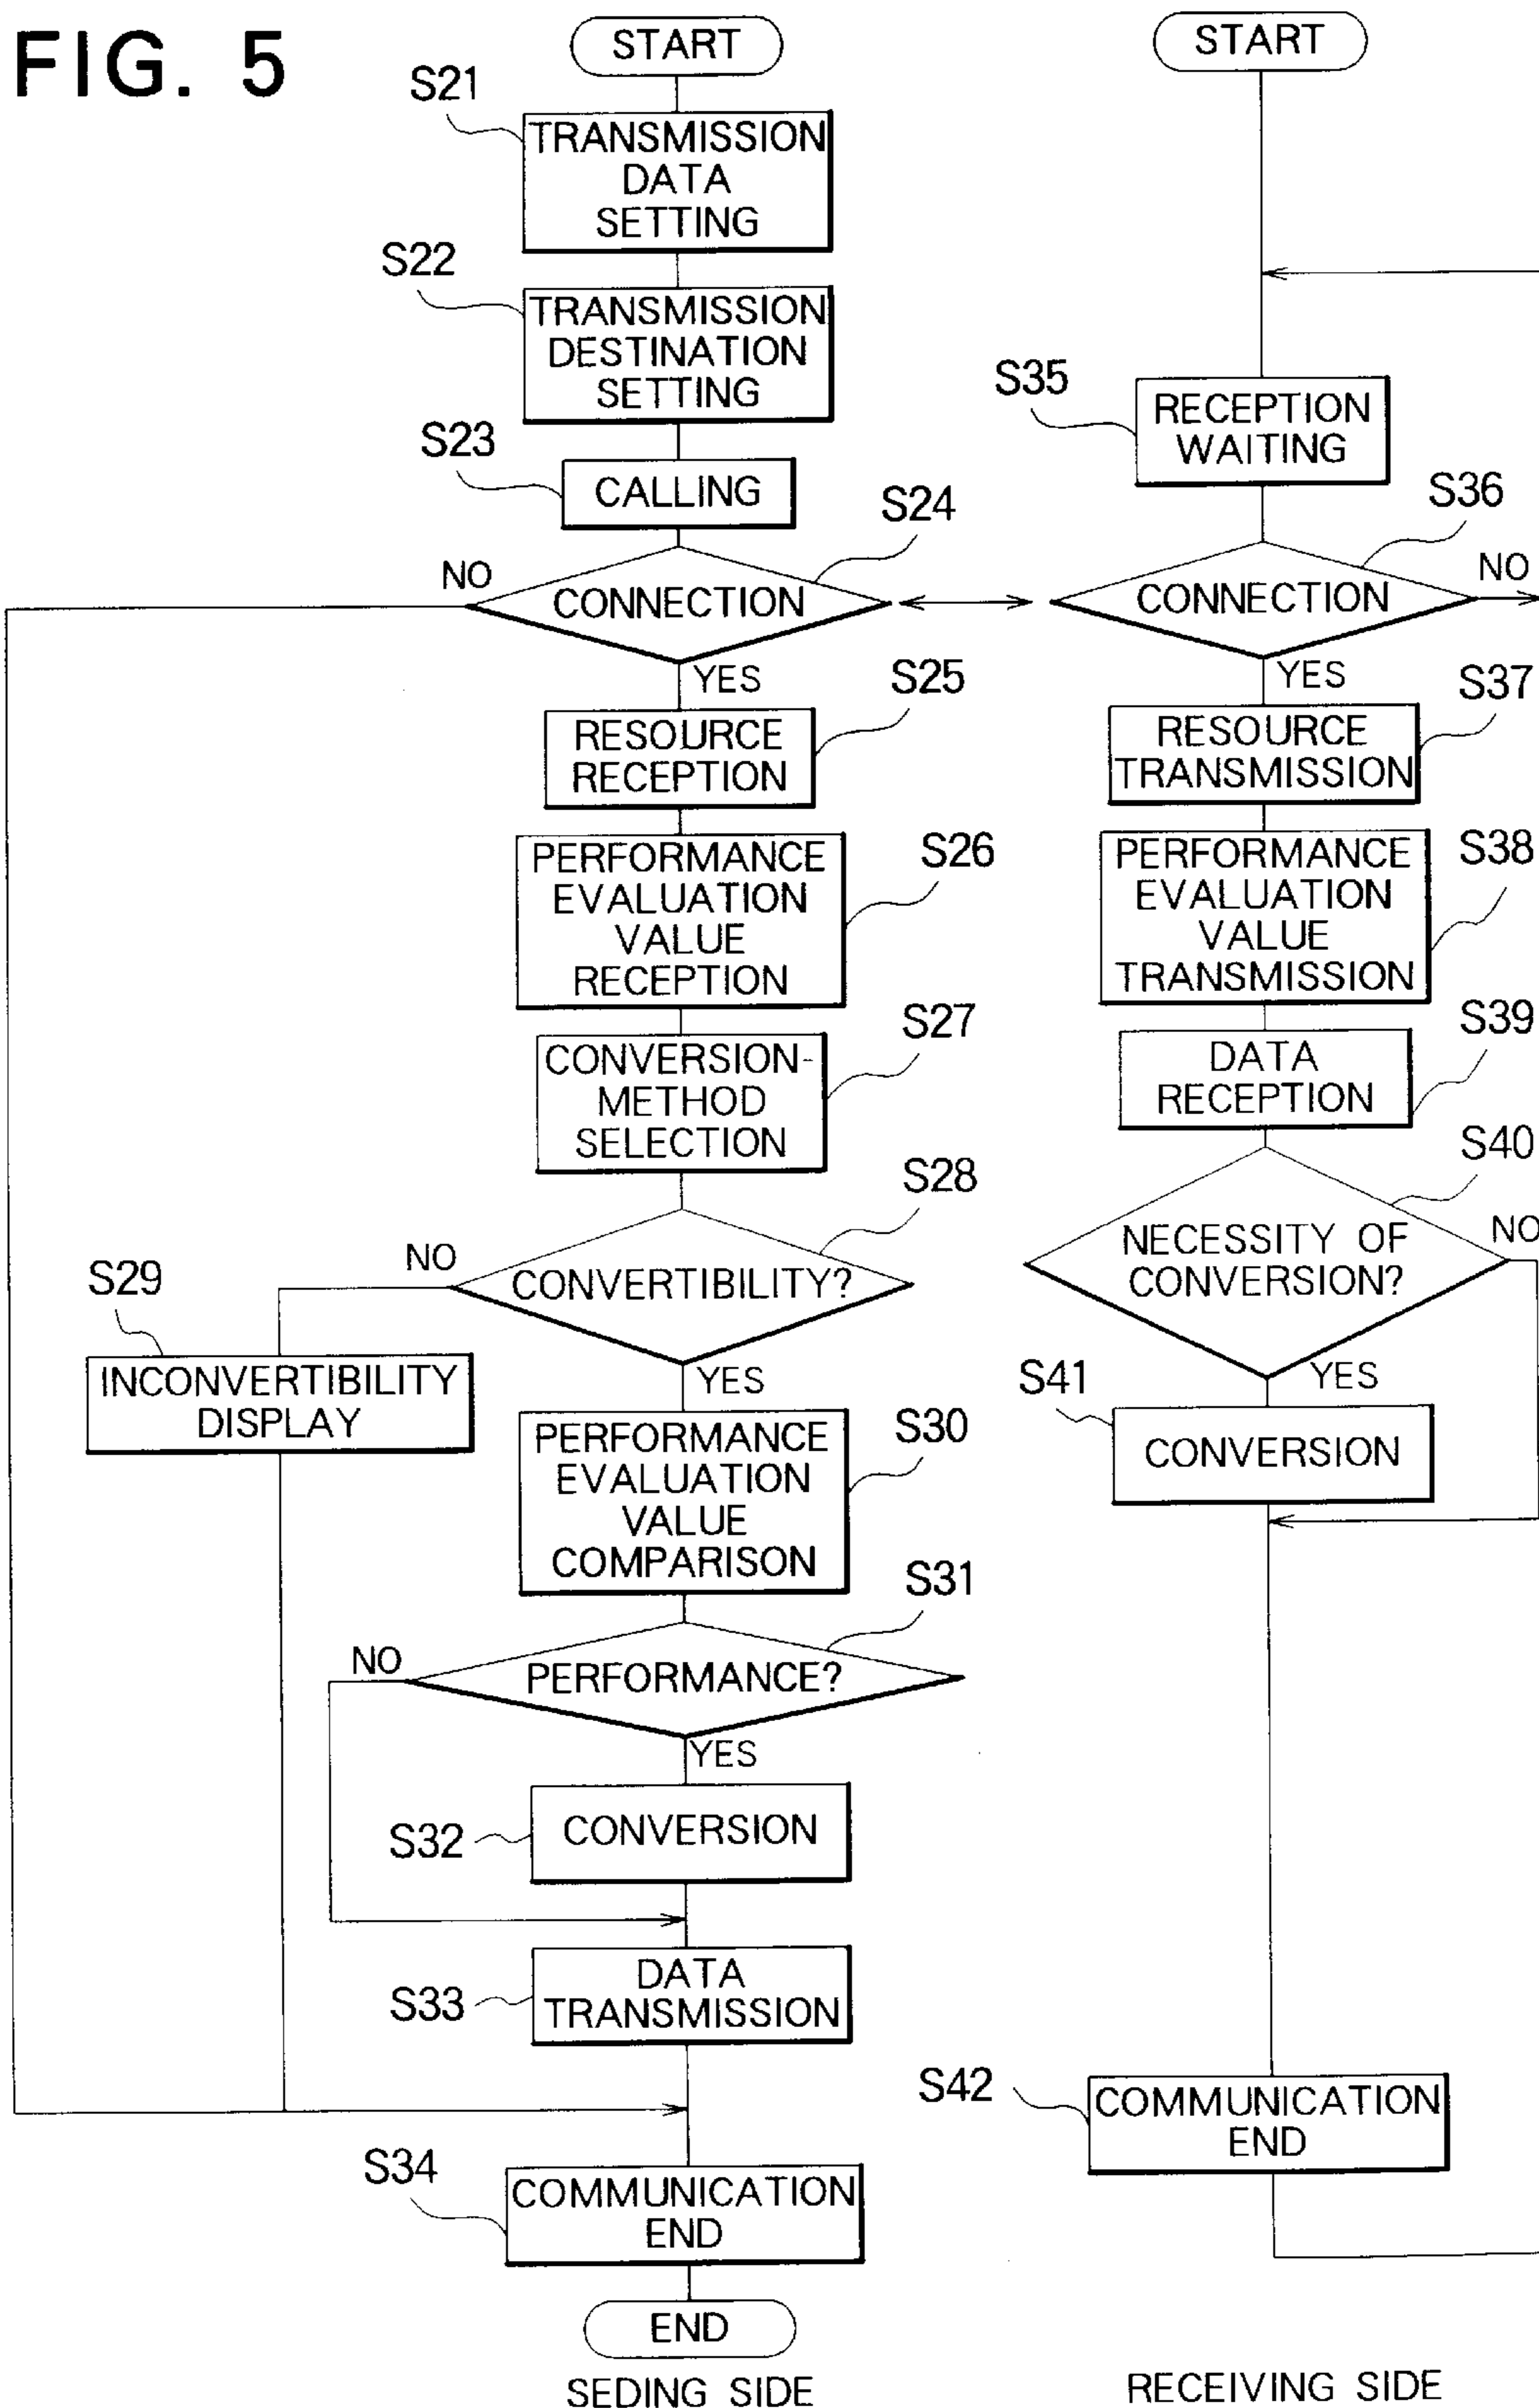 FIG. 5
START
S21
TRANSMISSION
DATA
SETTING
S22
TRANSMISSION
DESTINATION
SETTING
S23
CALLING
S24
NO
CONNECTION
YES
S25
RESOURCE
RECEPTION
S26
PERFORMANCE
EVALUATION
VALUE
RECEPTION
S27
CONVERSION-
METHOD
SELECTION
S28
NO
CONVERTIBILITY?
S29
INCONVERTIBILITY
DISPLAY
YES
S30
PERFORMANCE
EVALUATION
VALUE
COMPARISON
S31
NO
PERFORMANCE?
YES
S32
CONVERSION
S33
DATA
TRANSMISSION
S34
COMMUNICATION
END
END
SEDING SIDE
START
S35
RECEPTION
WAITING
S36
NO
CONNECTION
YES
S37
RESOURCE
TRANSMISSION
S38
PERFORMANCE
EVALUATION
VALUE
TRANSMISSION
S39
DATA
RECEPTION
S40
NO
NECESSITY OF
CONVERSION?
YES
S41
CONVERSION
S42
COMMUNICATION
END
RECEIVING SIDE